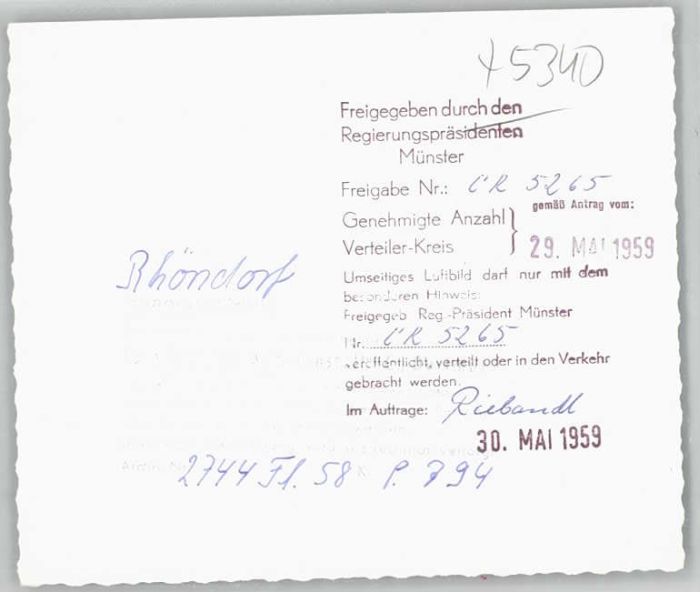 +5340
Freigegeben durch den
Regierungspräsidenten
Münster
Freigabe Nr.: CR 5265
gemäß Antrag vom:
Genehmigte Anzahl
Verteiler-Kreis
29. MAI 1959
Rhöndorf
Umseitiges Luftbild darf nur mit dem
besonderen Hinweis:
Freigegeb Reg.-Präsident Münster
Nr. CR 5265
veröffentlicht, verteilt oder in den Verkehr
gebracht werden.
Im Auftrage: Riebandl
30. MAI 1959
2744 Fl. 58 P. 794